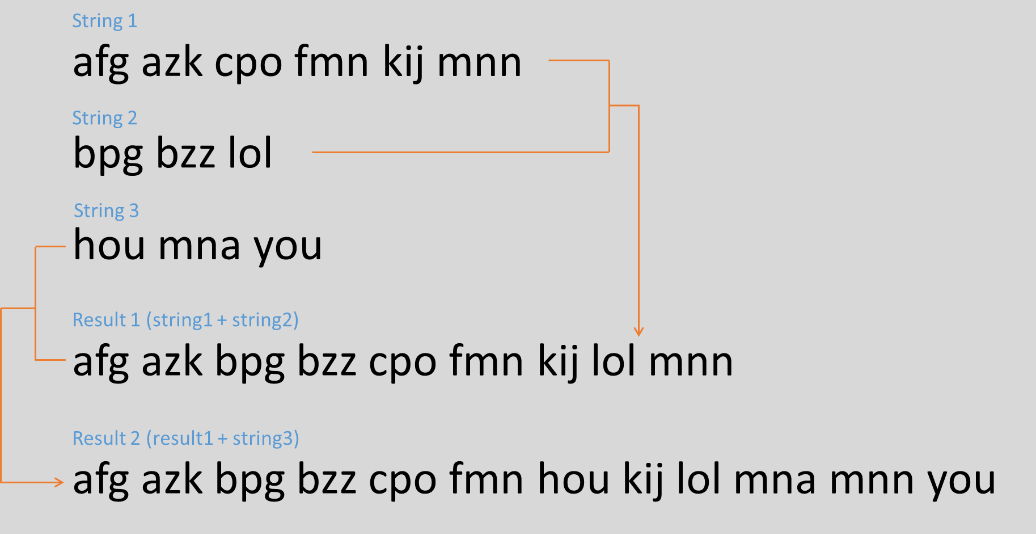 String 1
afg azk cpo fmn kij mnn
String 2
bpg bzz lol
String 3
hou mna you
Result 1 (string1 + string2)
afg azk bpg bzz cpo fmn kij lol mnn
Result 2 (result1 + string3)
afg azk bpg bzz cpo fmn hou kij lol mna mnn you